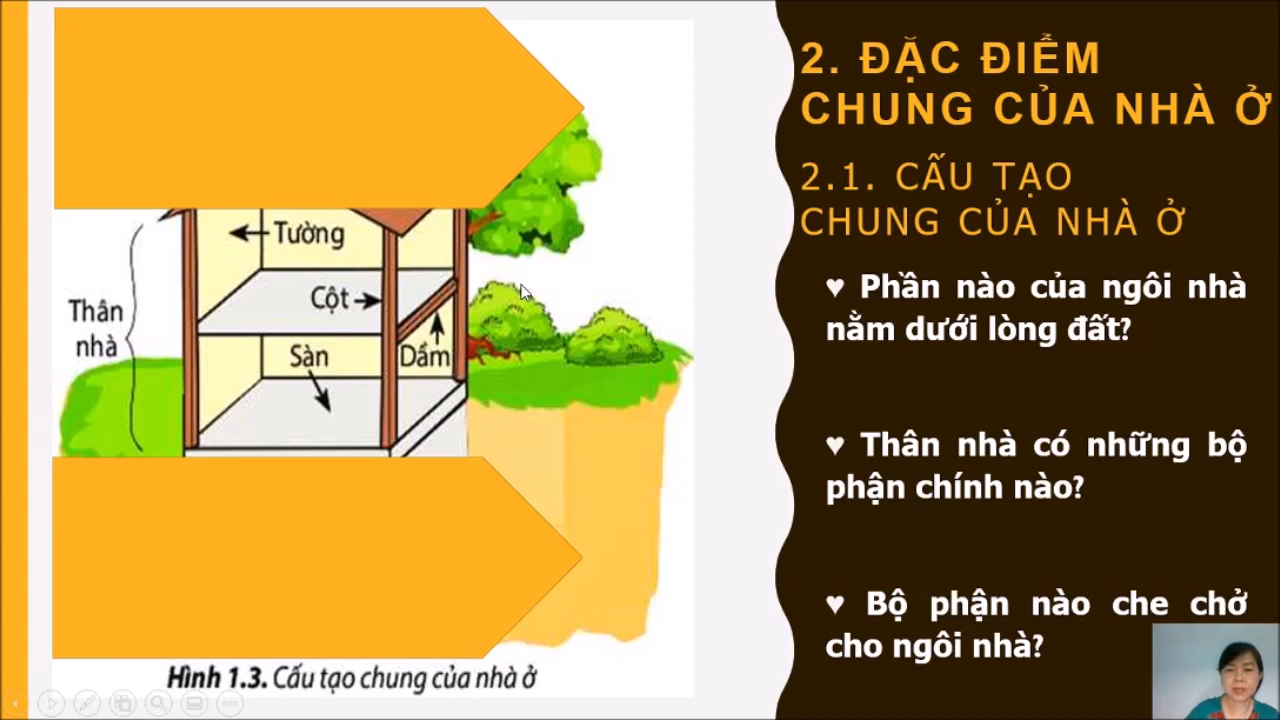 Tường
Cột
Thân
nhà
Sàn
Dầm
Hình 1.3. Cấu tạo chung của nhà ở
2. ĐẶC ĐIỂM
CHUNG CỦA NHÀ Ở
2.1. CẤU TẠO
CHUNG CỦA NHÀ Ở
♥ Phần nào của ngôi nhà
nằm dưới lòng đất?
♥ Thân nhà có những bộ
phận chính nào?
♥ Bộ phận nào che chở
cho ngôi nhà?